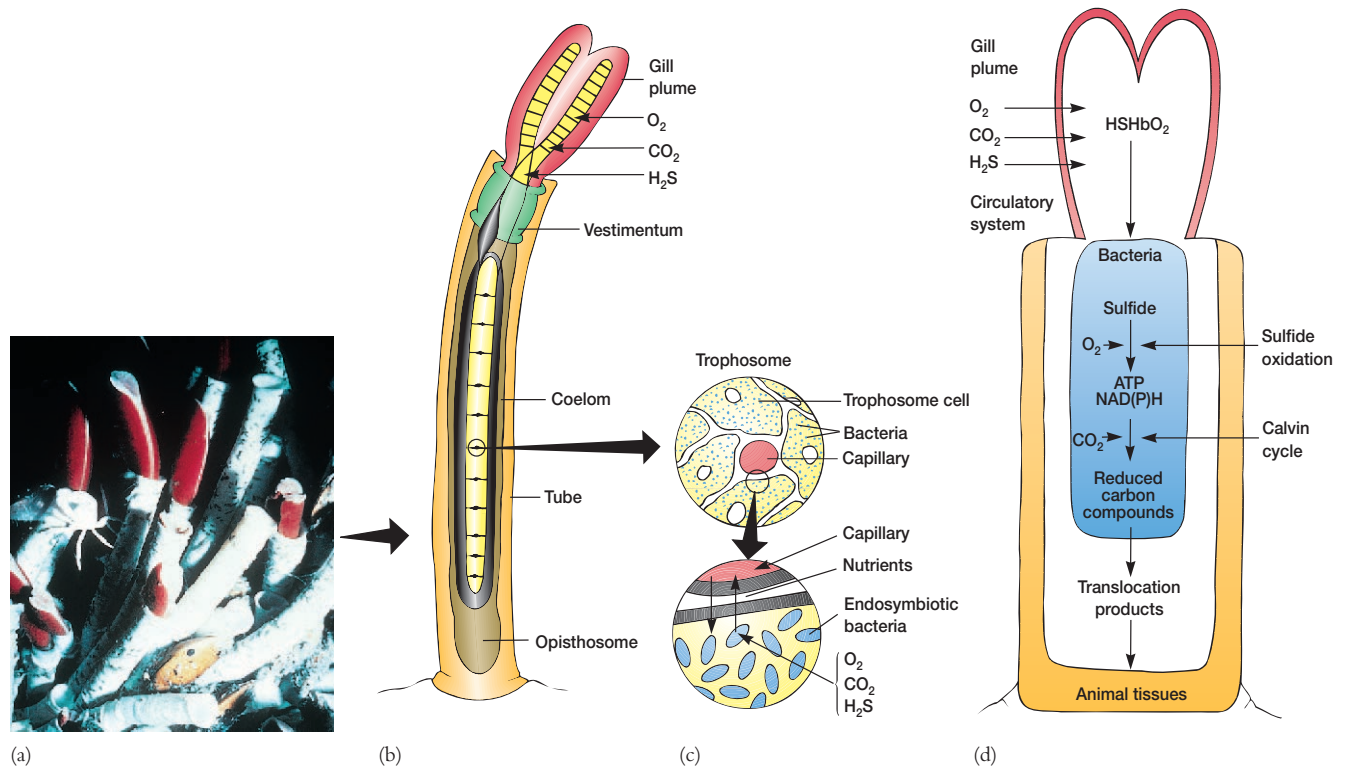 Gill
plume
O₂
CO₂
H₂S
Vestimentum
Coelom
Tube
Opisthosome
Trophosome
Trophosome cell
Bacteria
Capillary
Capillary
Nutrients
Endosymbiotic
bacteria
O₂
CO₂
H₂S
Gill
plume
O₂
CO₂
H₂S
HSHbO₂
Circulatory
system
Bacteria
Sulfide
O₂
Sulfide
oxidation
ATP
NAD(P)H
CO₂
Calvin
cycle
Reduced
carbon
compounds
Translocation
products
Animal tissues
(a)
(b)
(c)
(d)